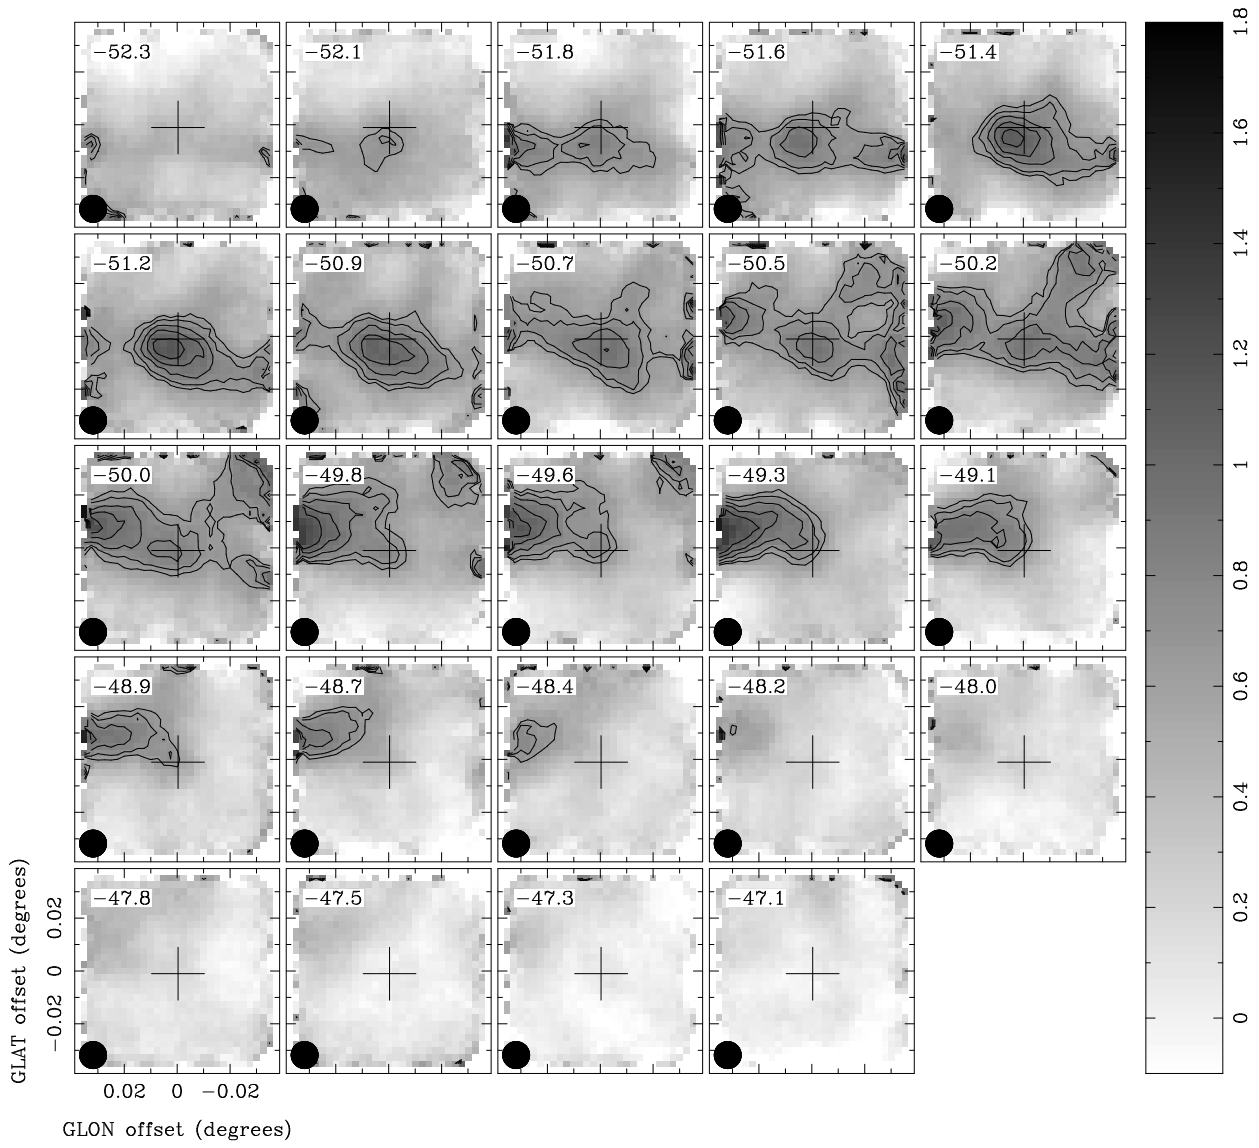 −52.3 −52.1 −51.8 −51.6 −51.4
−51.2 −50.9 −50.7 −50.5 −50.2
−50.0 −49.8 −49.6 −49.3 −49.1
−48.9 −48.7 −48.4 −48.2 −48.0
−47.8 −47.5 −47.3 −47.1
0.02 0 −0.02
GLON offset (degrees)
GLAT offset (degrees)
−0.02 0 0.02
0 0.2 0.4 0.6 0.8 1 1.2 1.4 1.6 1.8